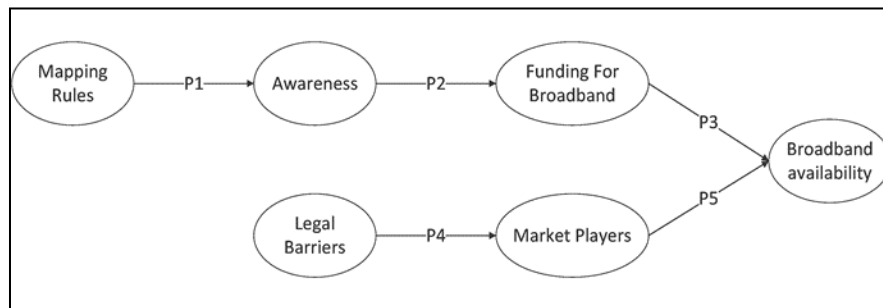 Mapping
Rules
P1
Awareness
P2
Funding For
Broadband
P3
Broadband
availability
Legal
Barriers
P4
Market Players
P5